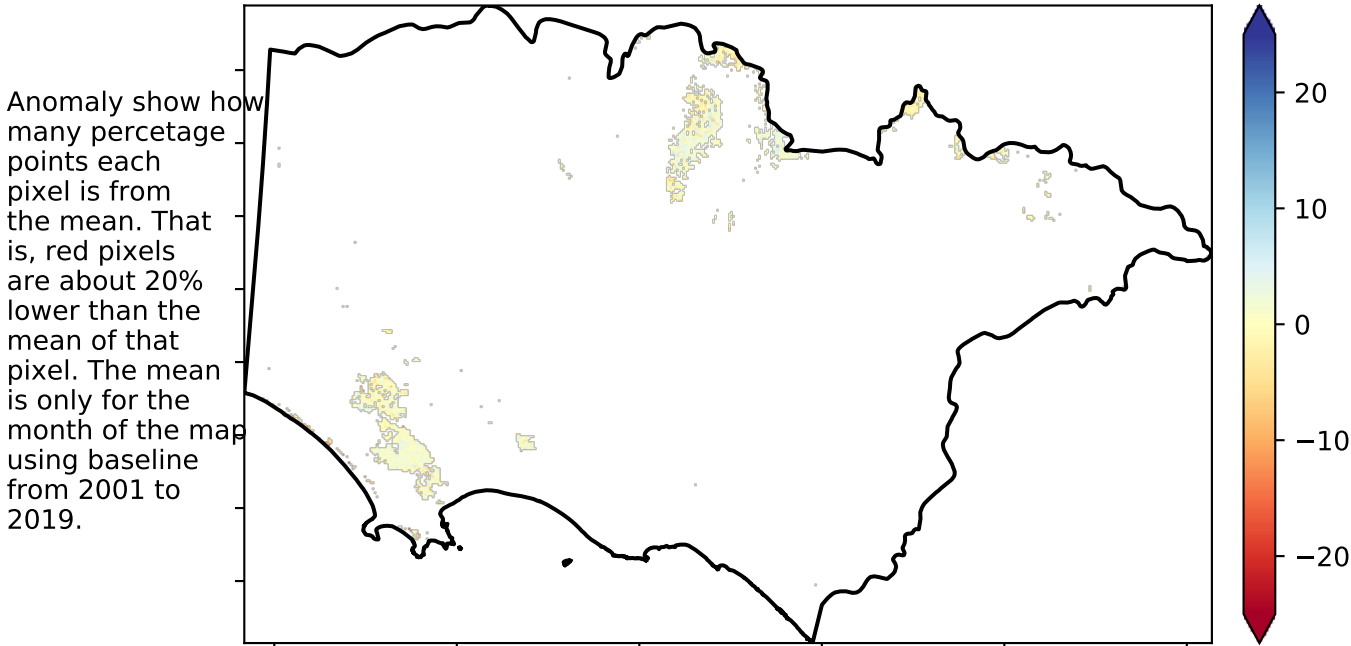 Anomaly show how
many percetage
points each
pixel is from
the mean. That
is, red pixels
are about 20%
lower than the
mean of that
pixel. The mean
is only for the
month of the map
using baseline
from 2001 to
2019.
20
10
0
−10
−20